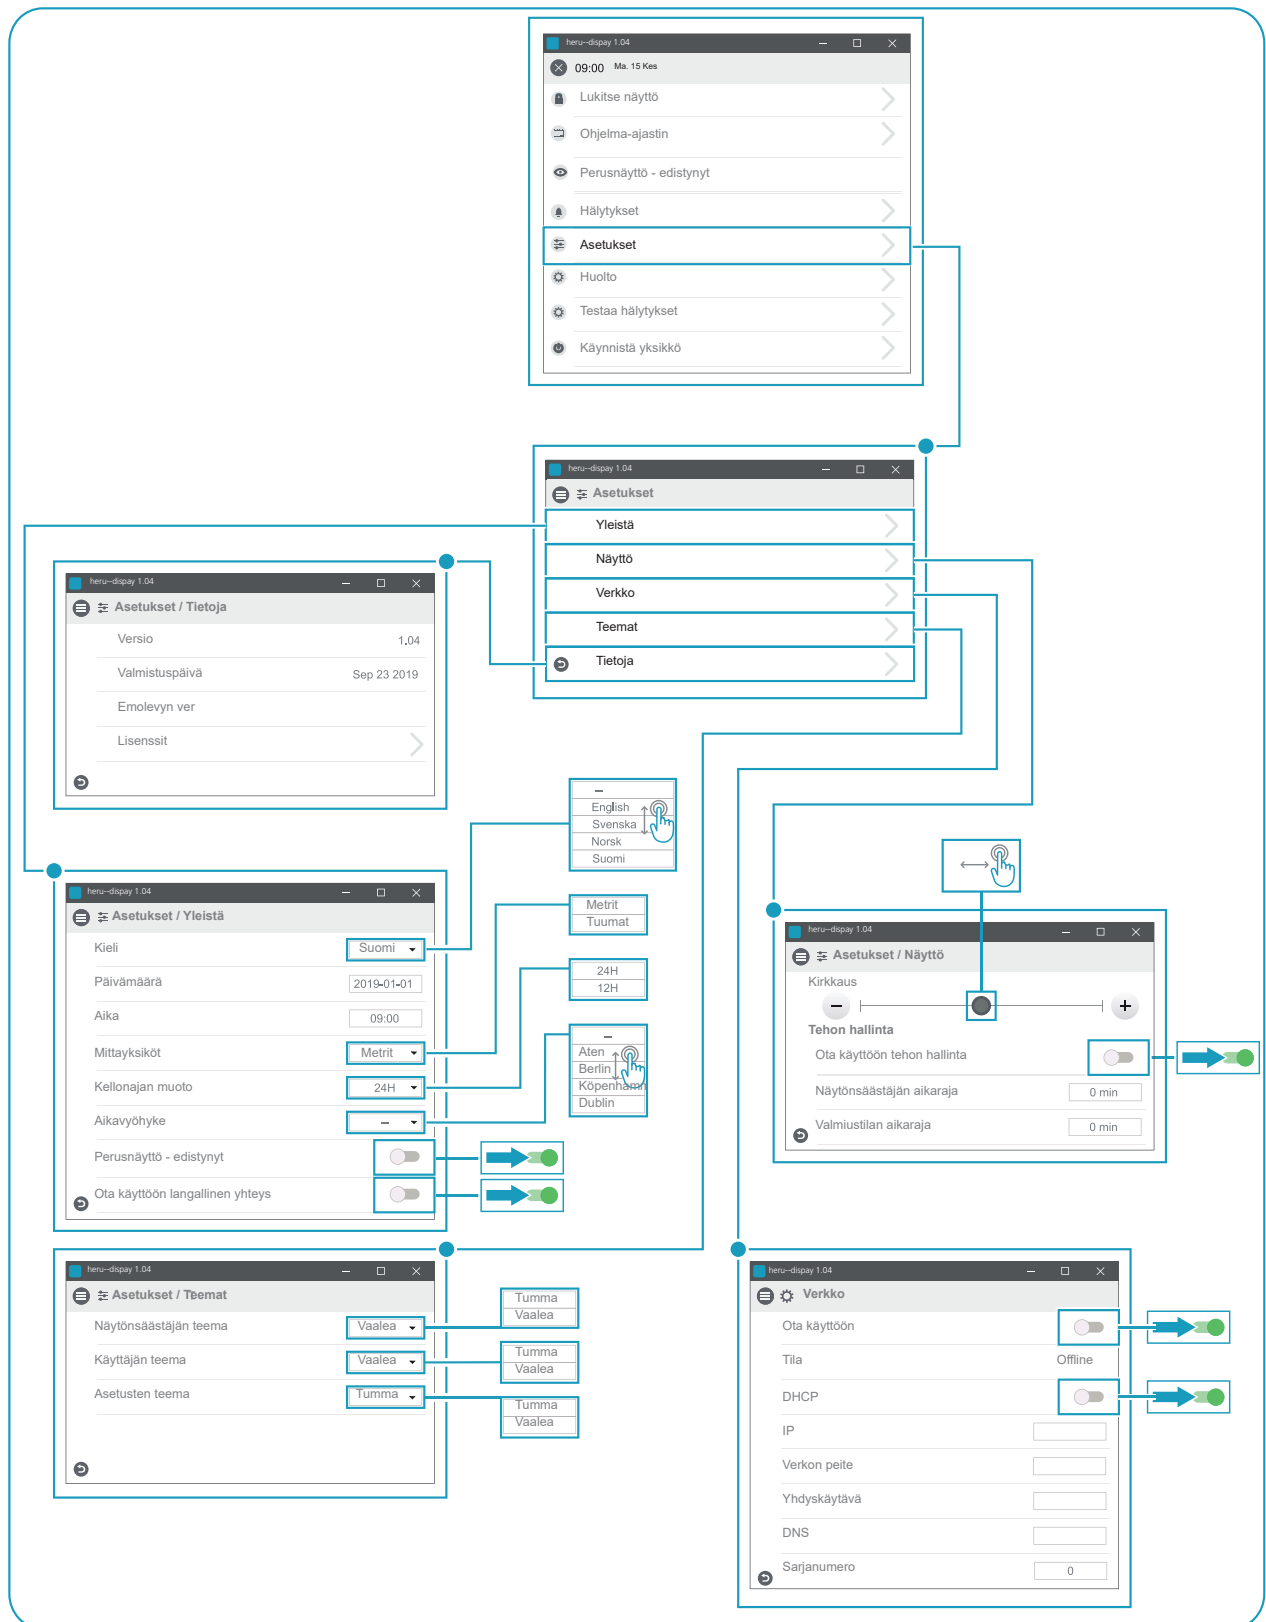 heru--dispay 1.04
09:00 Ma. 15 Kes
Lukitse näyttö
Ohjelma-ajastin
Perusnäyttö - edistynyt
Hälytykset
Asetukset
Huolto
Testaa hälytykset
Käynnistä yksikkö
heru--dispay 1.04
Asetukset
Yleistä
Näyttö
Verkko
Teemat
Tietoja
heru--dispay 1.04
Asetukset / Tietoja
Versio 1.04
Valmistuspäivä Sep 23 2019
Emolevyn ver
Lisenssit
–
English
Svenska
Norsk
Suomi
heru--dispay 1.04
Asetukset / Yleistä
Kieli Suomi
Päivämäärä 2019-01-01
Aika 09:00
Mittayksiköt Metrit
Kellonajan muoto 24H
Aikavyöhyke –
Perusnäyttö - edistynyt
Ota käyttöön langallinen yhteys
Metrit
Tuumat
24H
12H
–
Aten
Berlin
Köpenhamn
Dublin
heru--dispay 1.04
Asetukset / Näyttö
Kirkkaus
– +
Tehon hallinta
Ota käyttöön tehon hallinta
Näytönsäästäjän aikaraja 0 min
Valmiustilan aikaraja 0 min
heru--dispay 1.04
Asetukset / Teemat
Näytönsäästäjän teema Vaalea
Käyttäjän teema Vaalea
Asetusten teema Tumma
Tumma
Vaalea
Tumma
Vaalea
Tumma
Vaalea
heru--dispay 1.04
Verkko
Ota käyttöön
Tila Offline
DHCP
IP
Verkon peite
Yhdyskäytävä
DNS
Sarjanumero 0